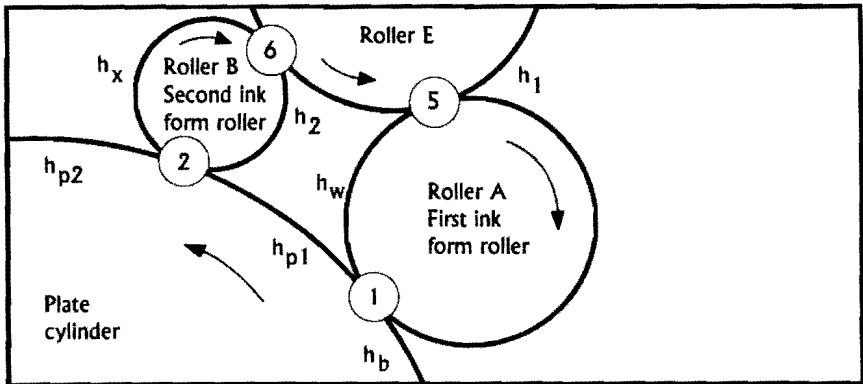 Roller E
6
h_x
Roller B
Second ink
form roller
h_1
5
h_2
2
h_p2
h_w
Roller A
First ink
form roller
h_p1
1
Plate
cylinder
h_b